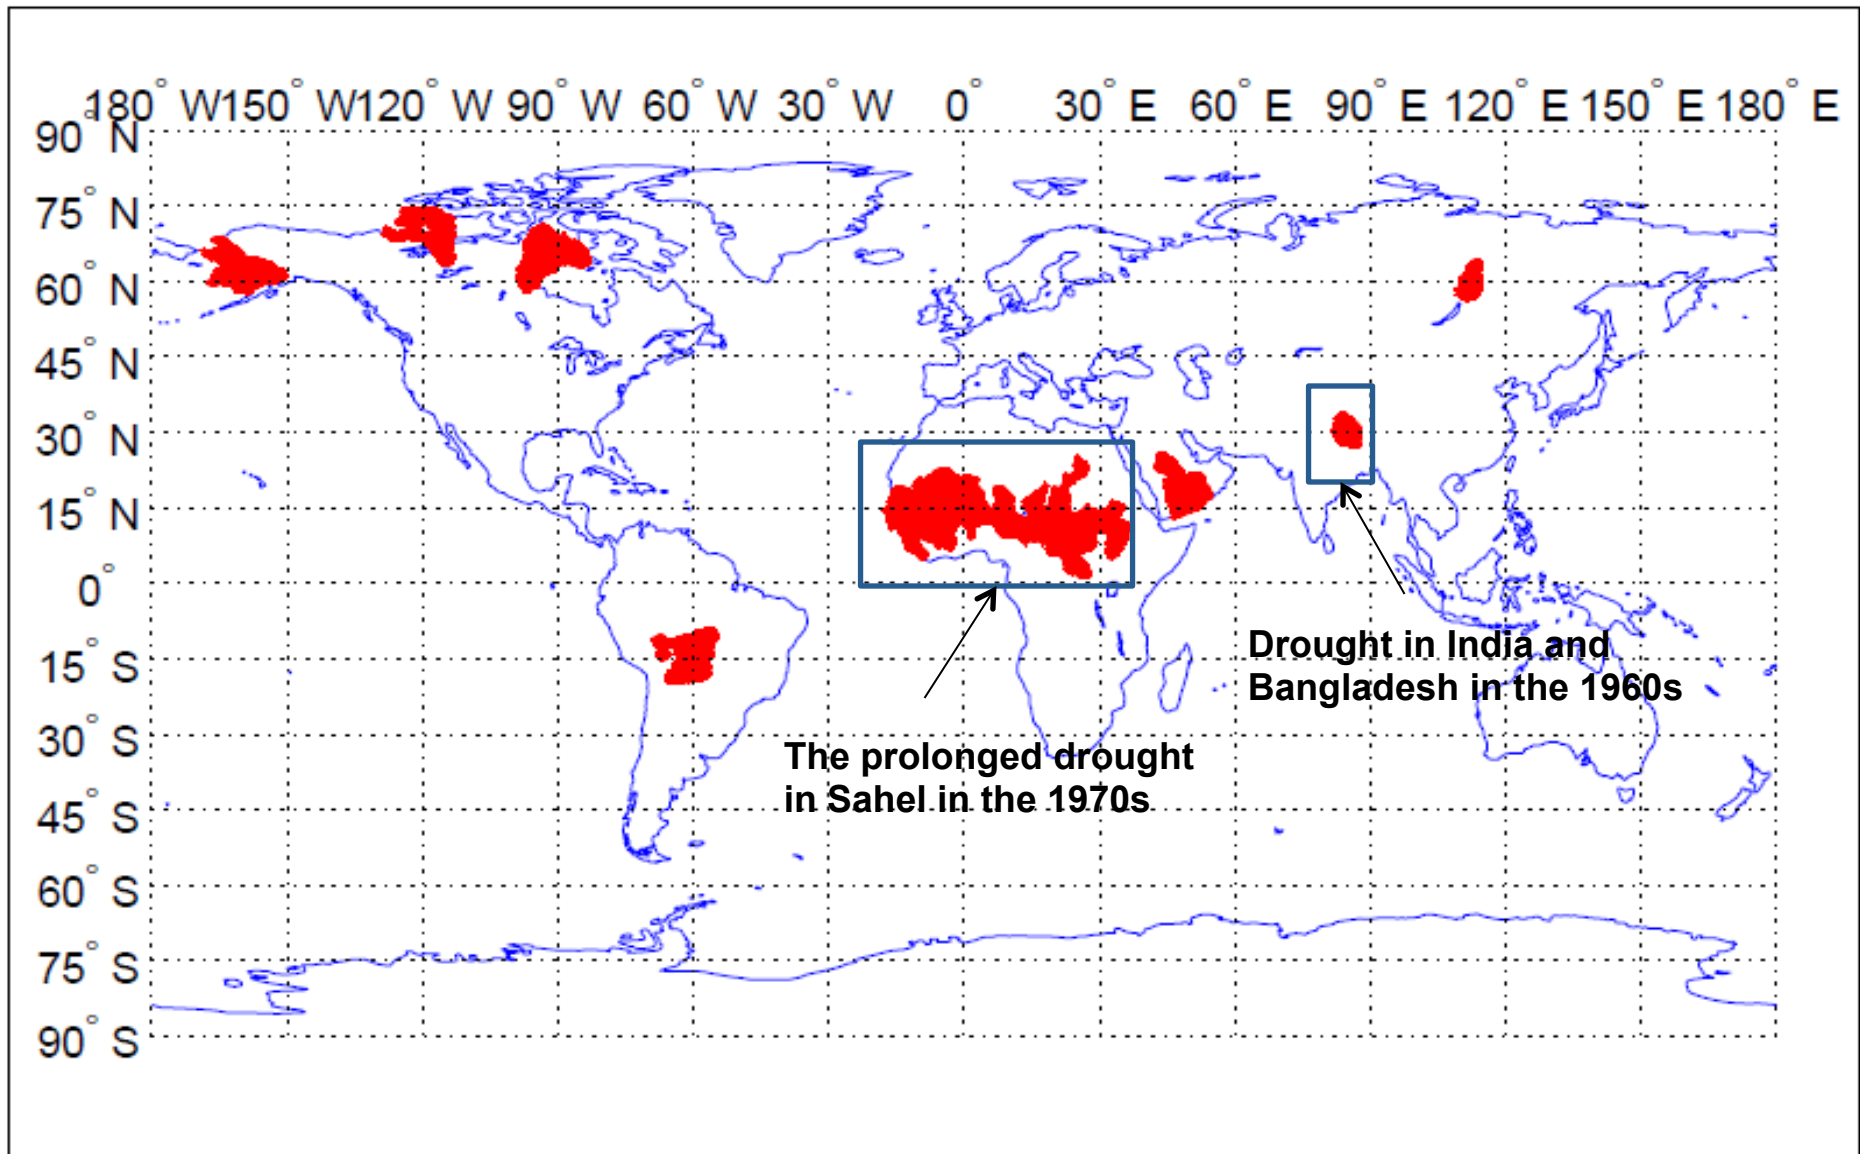 180° W 150° W 120° W 90° W 60° W 30° W 0° 30° E 60° E 90° E 120° E 150° E 180° E
90° N
75° N
60° N
45° N
30° N
15° N
0°
15° S
30° S
45° S
60° S
75° S
90° S
Drought in India and
Bangladesh in the 1960s
The prolonged drought
in Sahel in the 1970s